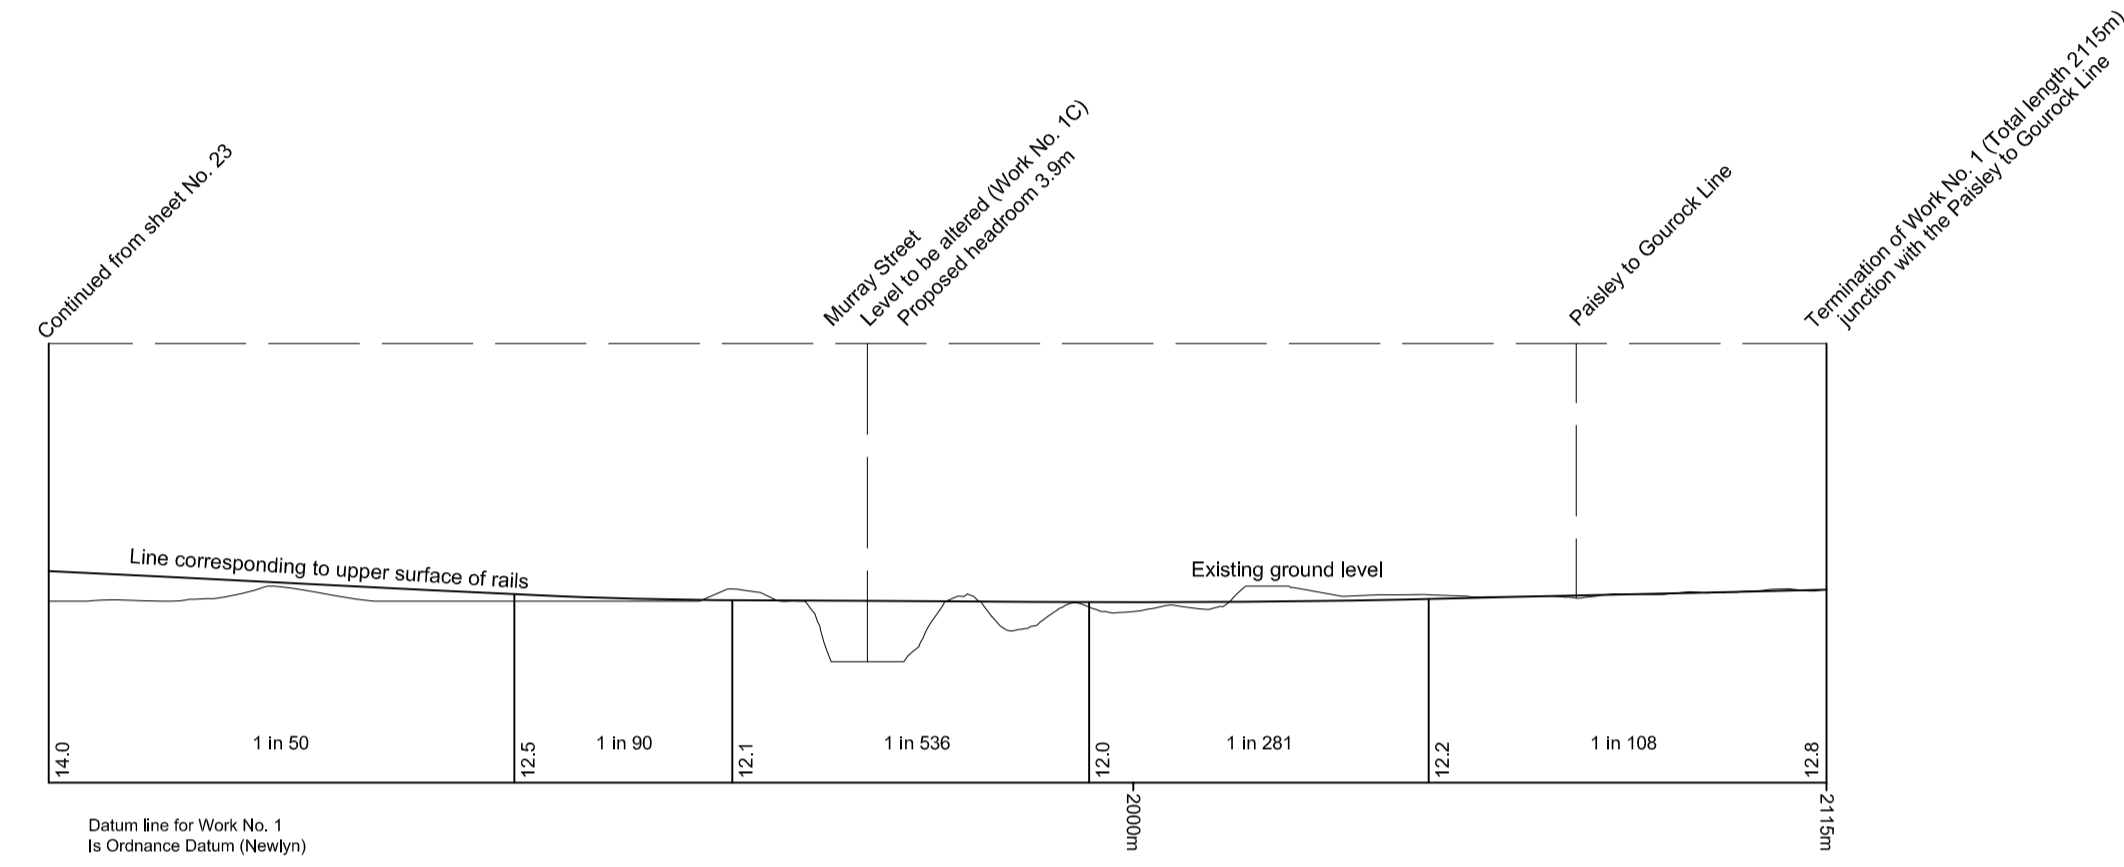 Continued from sheet No. 23
Murray Street
Level to be altered (Work No. 1C)
Proposed headroom 3.9m
Paisley to Gourock Line
Termination of Work No. 1 (Total length 2115m)
junction with the Paisley to Gourock Line
Line corresponding to upper surface of rails
Existing ground level
14.0
1 in 50
12.5
1 in 90
12.1
1 in 536
12.0
1 in 281
12.2
1 in 108
12.8
2000m
2115m
Datum line for Work No. 1
Is Ordnance Datum (Newlyn)